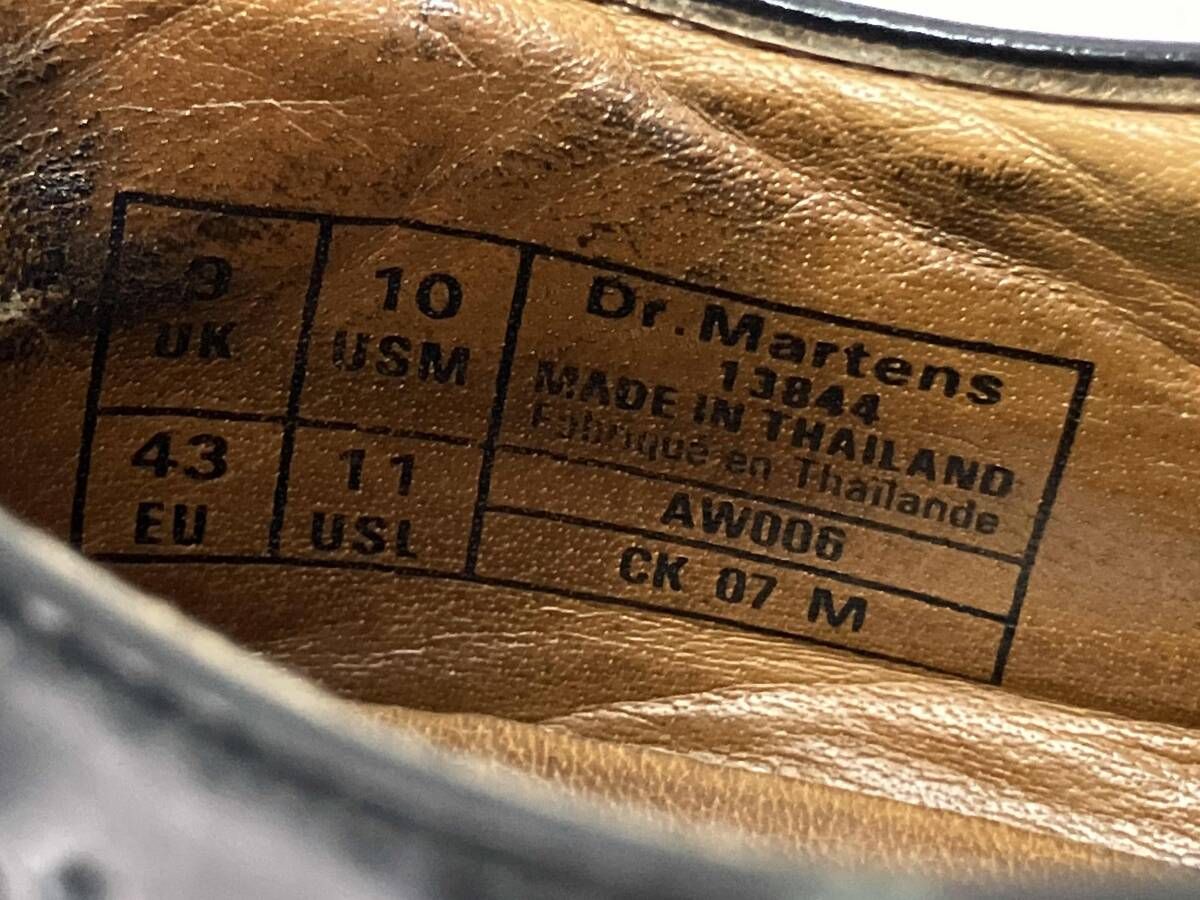 9
UK
10
USM
43
EU
11
USL
Dr. Martens
13844
MADE IN THAILAND
Fabriqué en Thaïlande
AW006
CK 07 M